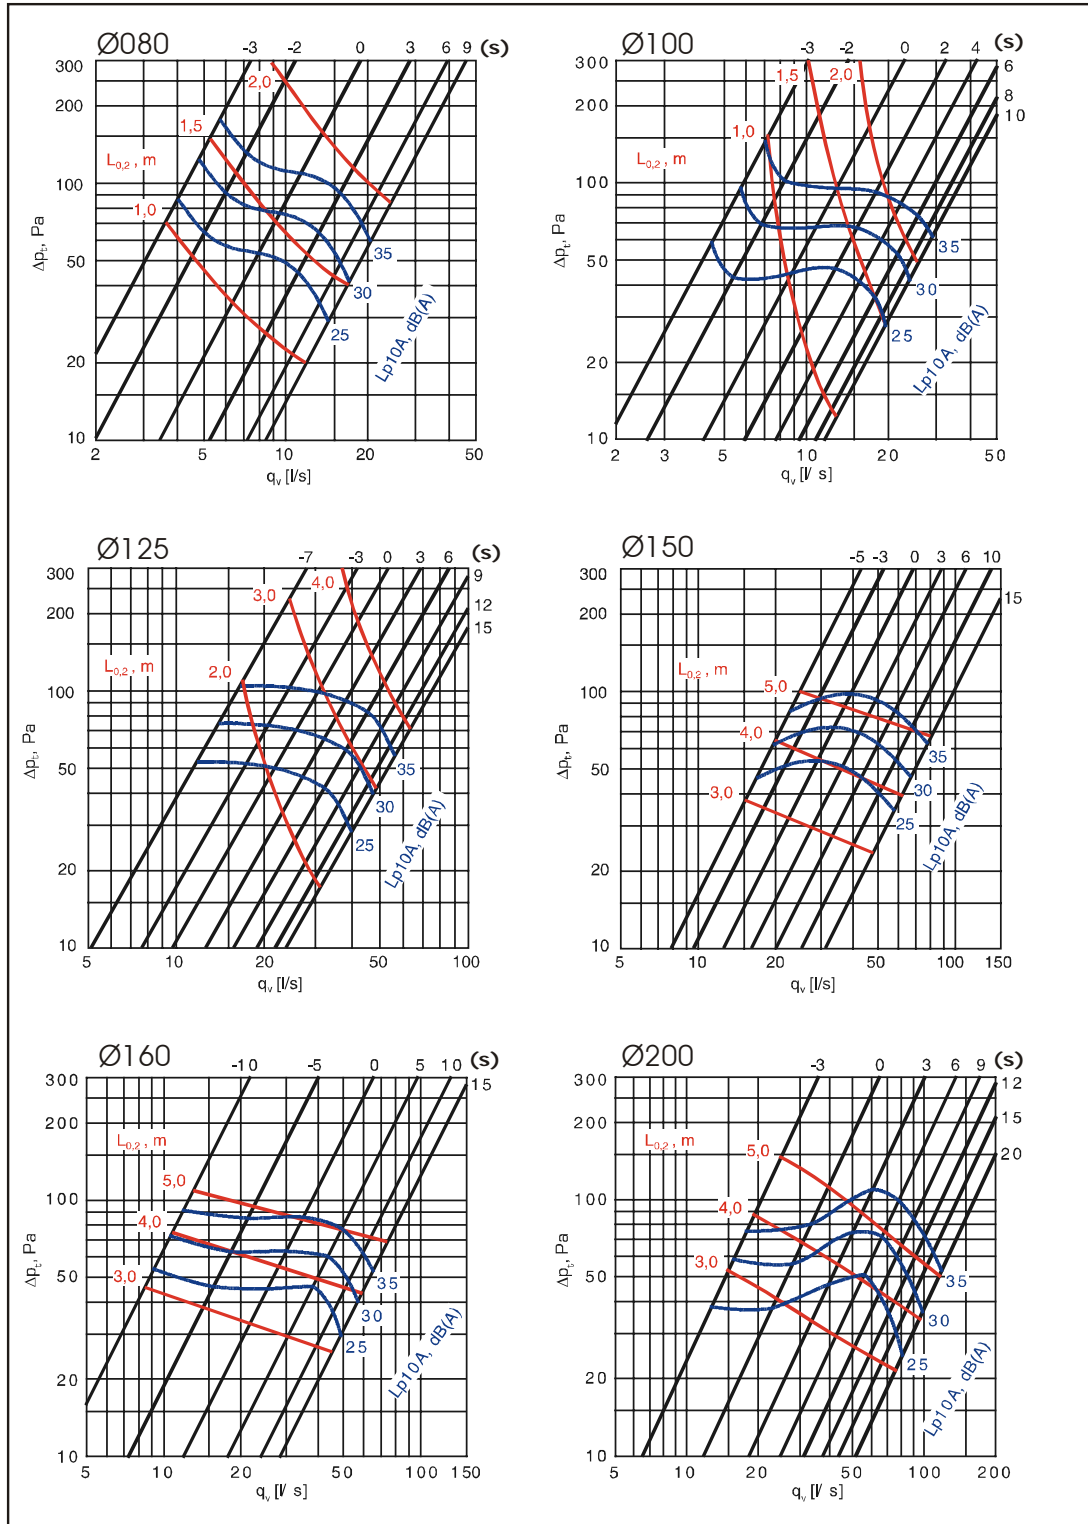 Ø080
-3 -2 0 3 6 9 (s)
300
200
100
50
20
10
Δpt, Pa
L0,2, m
1,0
1,5
2,0
35
30
25
Lp10A, dB(A)
2 5 10 20 50
qv [l/s]
Ø100
-3 -2 0 2 4 (s)
6
8
10
300
200
100
50
20
10
Δpt, Pa
L0,2, m
1,0
1,5
2,0
35
30
25
Lp10A, dB(A)
2 3 5 10 20 50
qv [l/ s]
Ø125
-7 -3 0 3 6 (s)
9
12
15
300
200
100
50
20
10
Δpt, Pa
L0,2, m
2,0
3,0
4,0
35
30
25
Lp10A, dB(A)
5 10 20 50 100
qv [l/s]
Ø150
-5 -3 0 3 6 10
15
300
200
100
50
20
10
Δpt, Pa
L0,2, m
5,0
4,0
3,0
35
30
25
Lp10A, dB(A)
5 10 20 50 100 150
qv [l/s]
Ø160
-10 -5 0 5 10 (s)
15
300
200
100
50
20
10
Δpt, Pa
L0,2, m
5,0
4,0
3,0
35
30
25
Lp10A, dB(A)
5 10 20 50 100 150
qv [l/ s]
Ø200
-3 0 3 6 9 (s)
12
15
20
300
200
100
50
20
10
Δpt, Pa
L0,2, m
5,0
4,0
3,0
35
30
25
Lp10A, dB(A)
5 10 20 50 100 200
qv [l/ s]